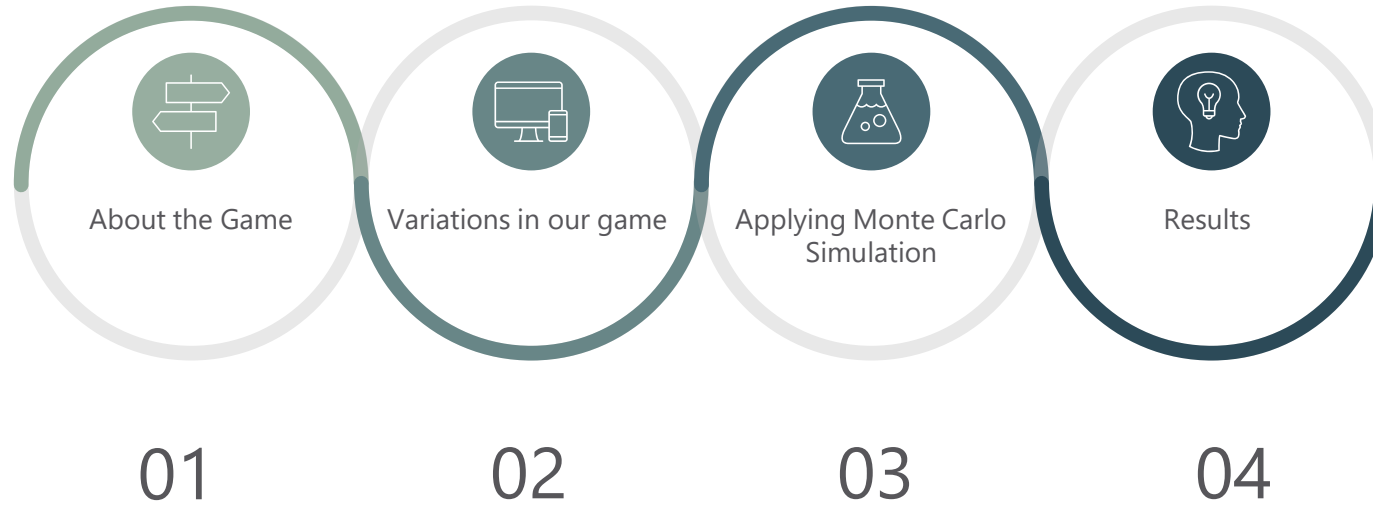 About the Game
Variations in our game
Applying Monte Carlo
Simulation
Results
01
02
03
04